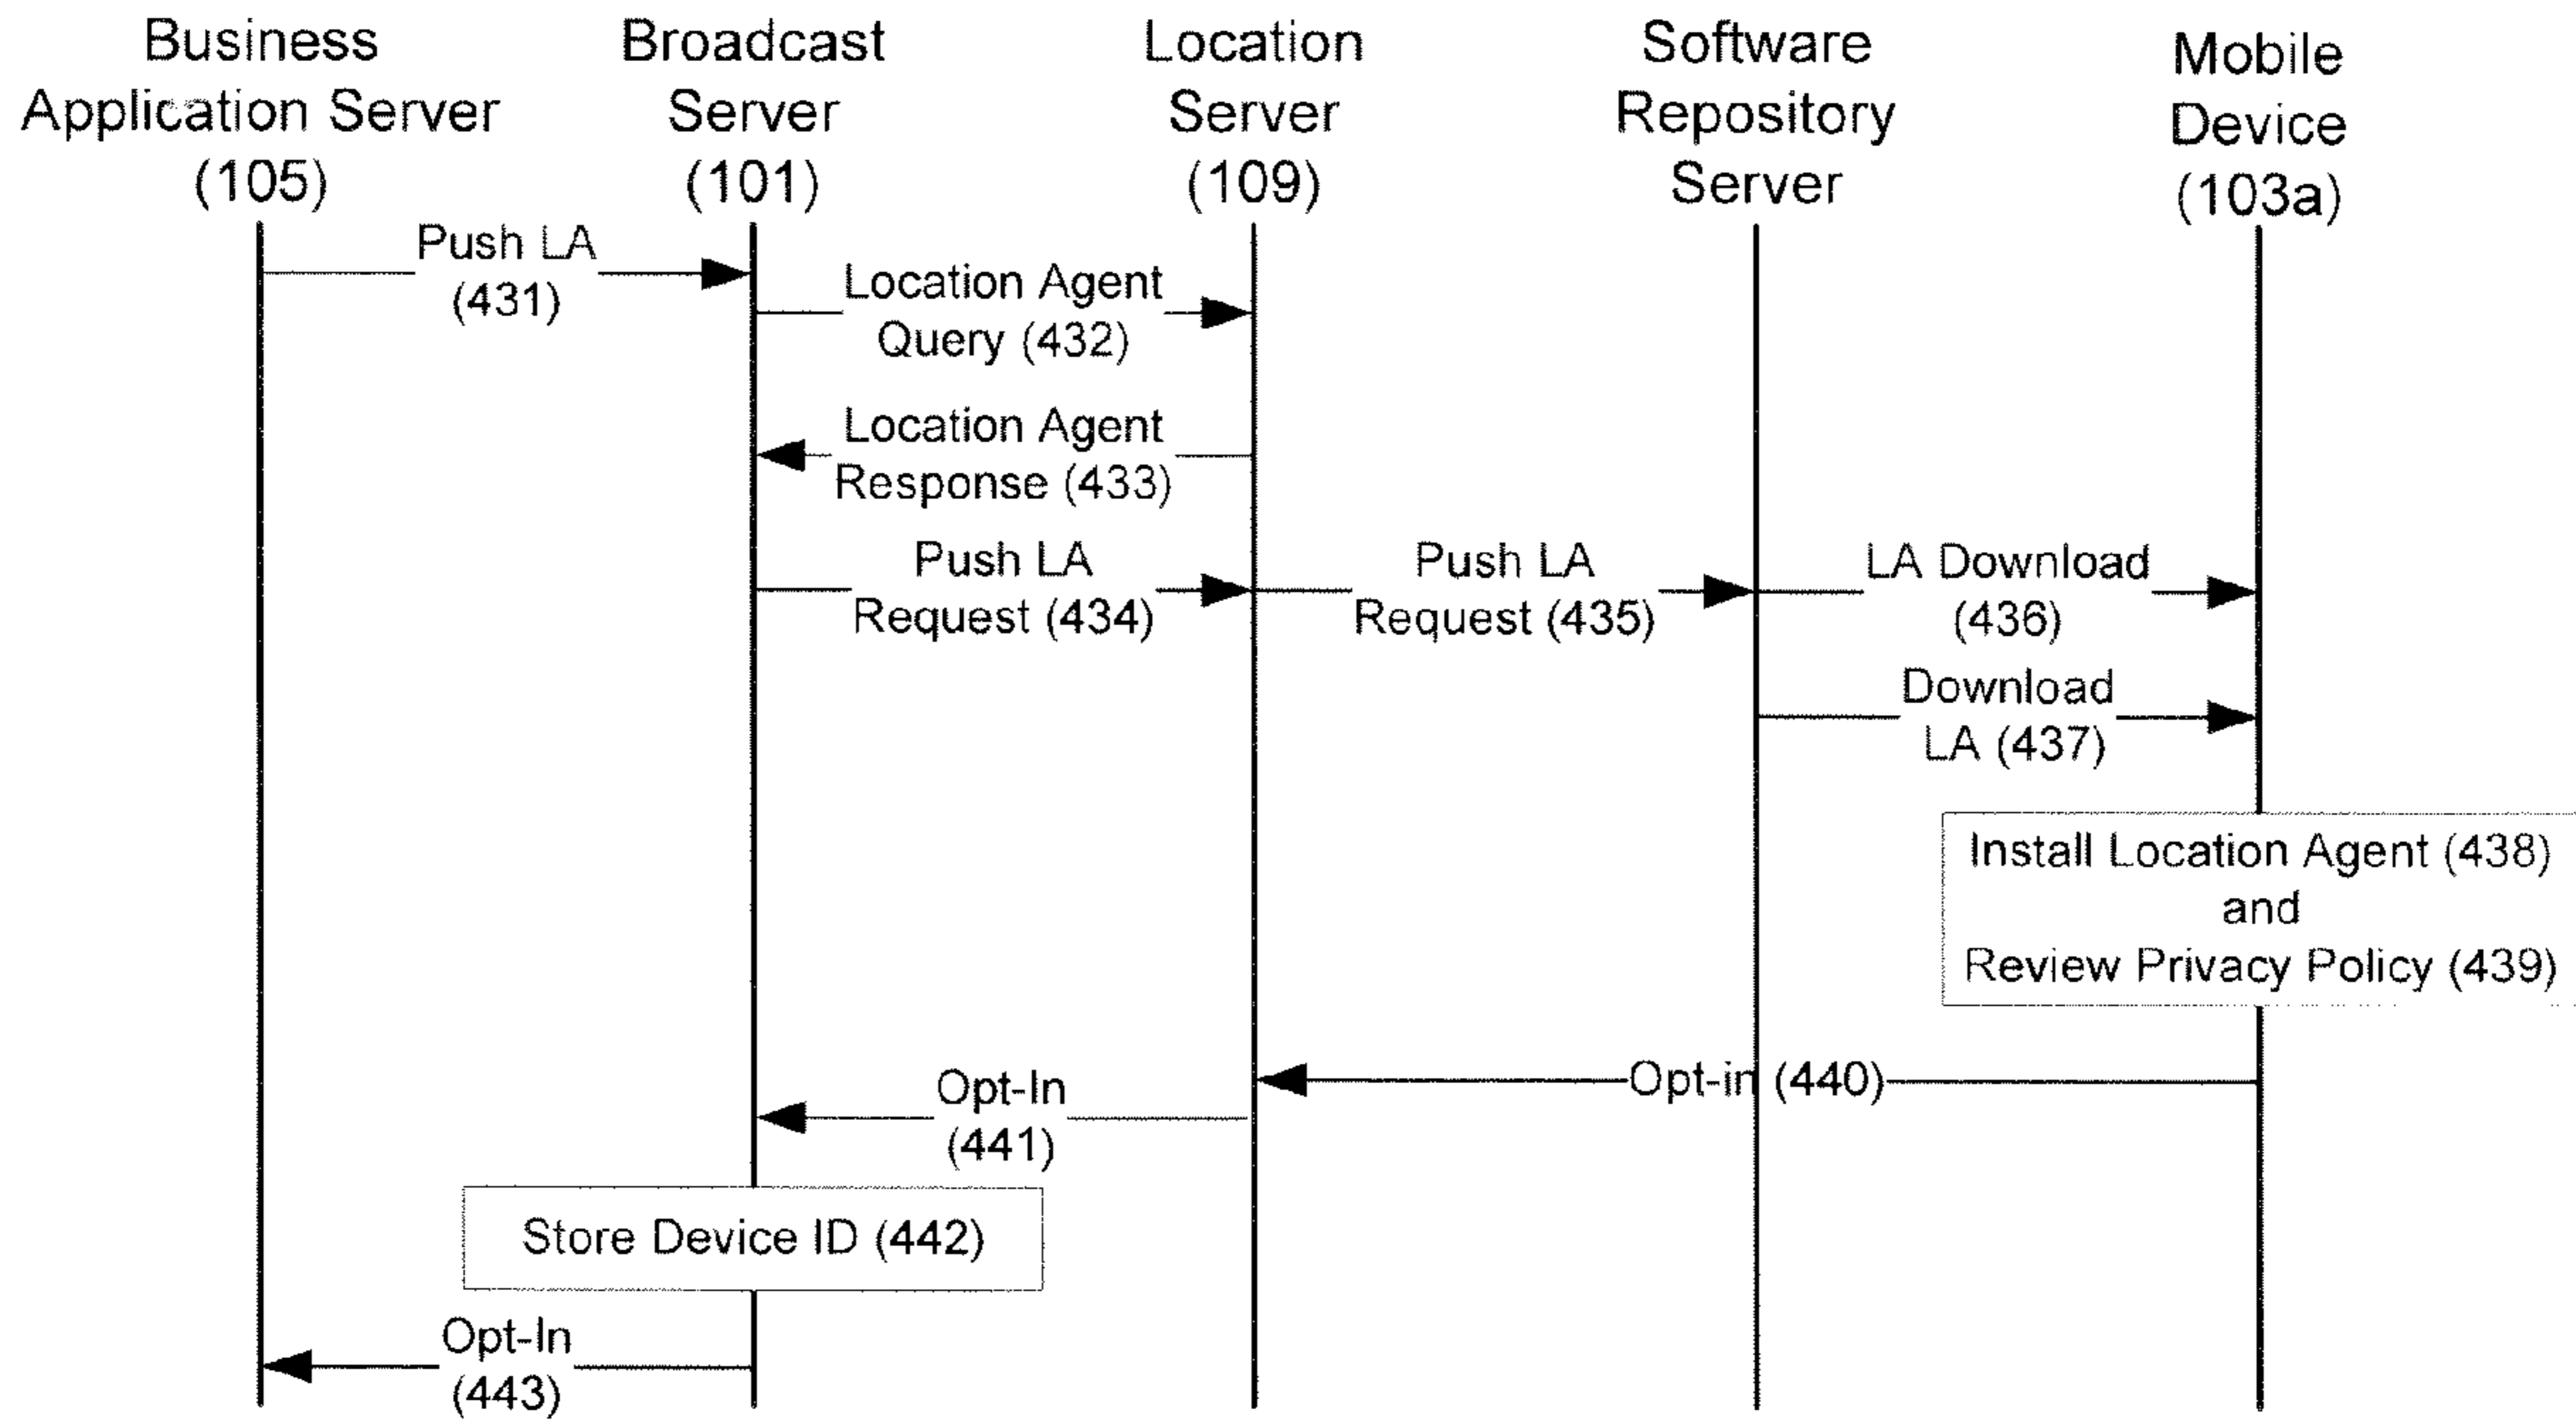 Business
Application Server
(105)
Broadcast
Server
(101)
Location
Server
(109)
Software
Repository
Server
Mobile
Device
(103a)
Push LA
(431)
Location Agent
Query (432)
Location Agent
Response (433)
Push LA
Request (434)
Push LA
Request (435)
LA Download
(436)
Download
LA (437)
Install Location Agent (438)
and
Review Privacy Policy (439)
Opt-in (440)
Opt-In
(441)
Store Device ID (442)
Opt-In
(443)